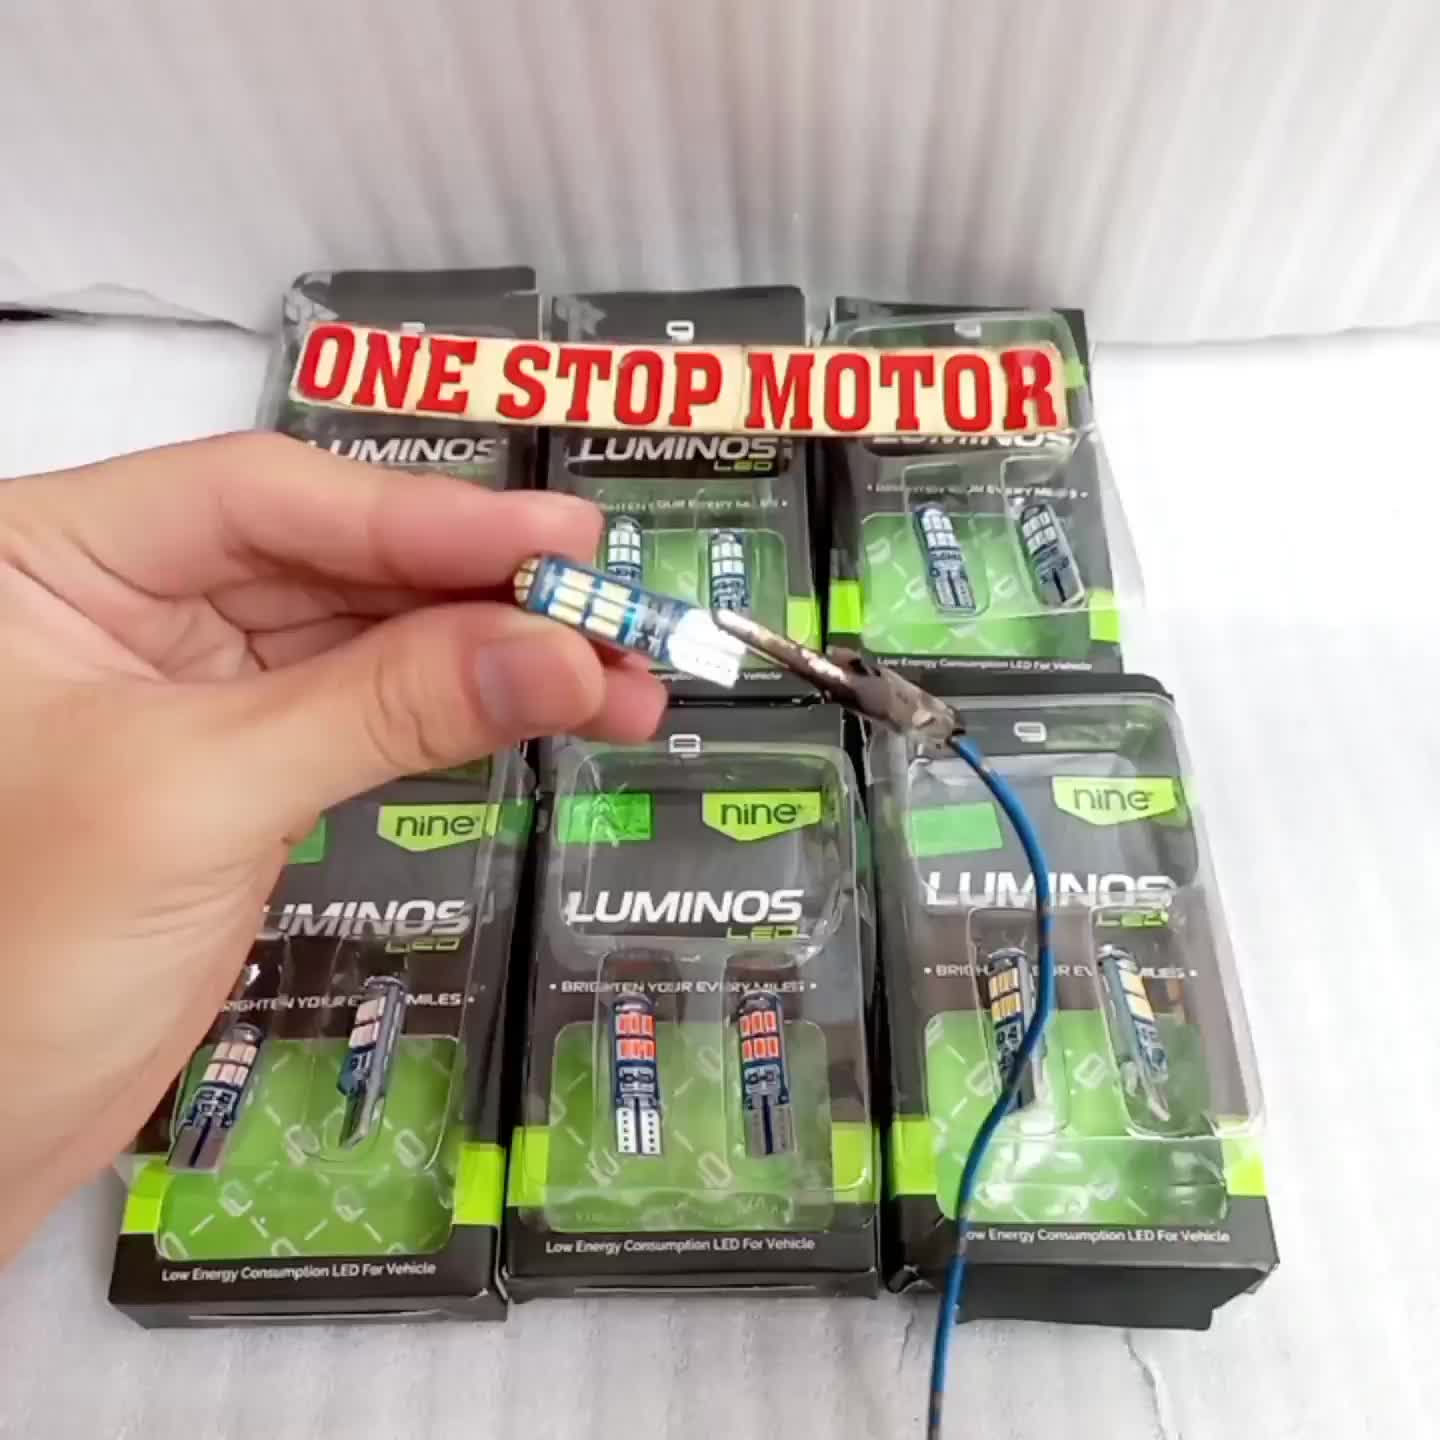 ONE STOP MOTOR
LUMINOS
LUMINOS
LED
LUMINOS
Low Energy Consumption LED For Vehicle
nine
LUMINOS
LED
MILES •
Low Energy Consumption LED For Vehicle
nine
LUMINOS
LED
• BRIGHTEN YOUR EVERY MILES •
Low Energy Consumption LED For Vehicle
nine
LUMINOS
LED
Low Energy Consumption LED For Vehicle